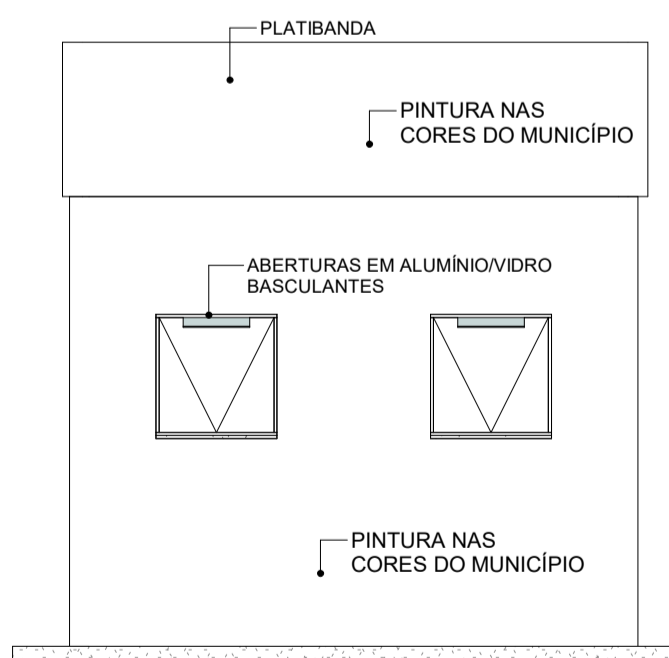 PLATIBANDA
PINTURA NAS
CORES DO MUNICÍPIO
ABERTURAS EM ALUMÍNIO/VIDRO
BASCULANTES
PINTURA NAS
CORES DO MUNICÍPIO